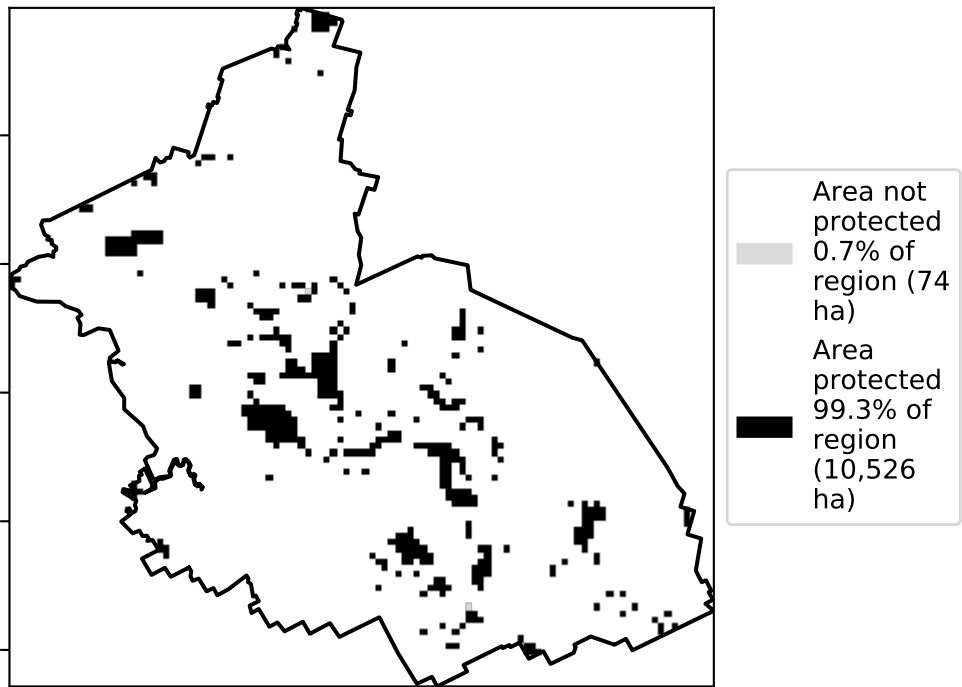 Area not
protected
0.7% of
region (74
ha)
Area
protected
99.3% of
region
(10,526
ha)